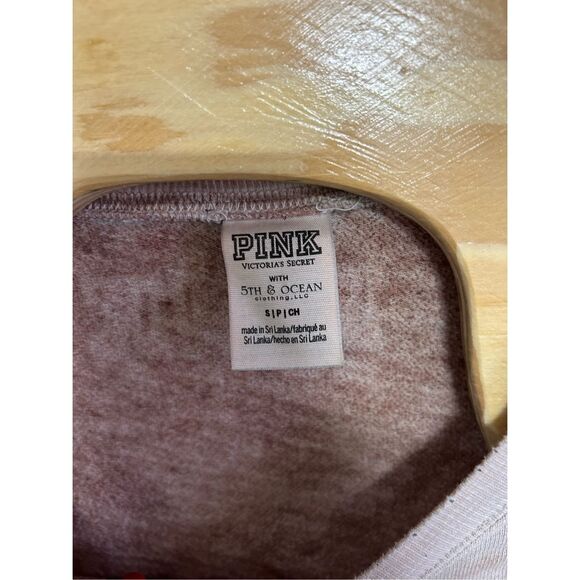 PINK
VICTORIA'S SECRET
WITH
5TH & OCEAN
clothing, LLC
S|P|CH
made in Sri Lanka/fabriqué au
Sri Lanka/hecho en Sri Lanka